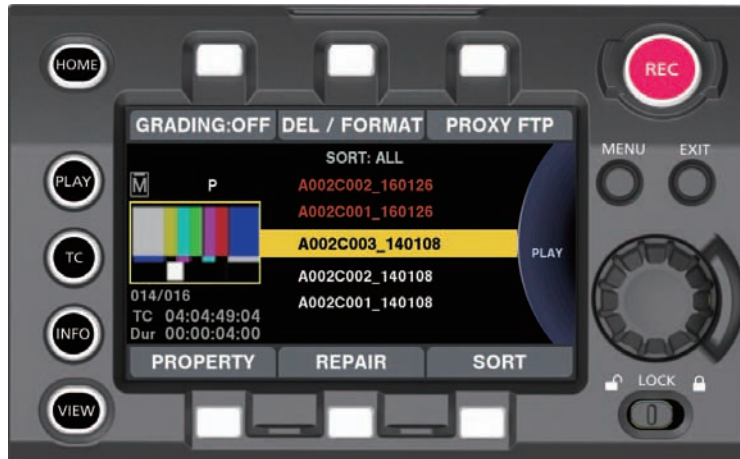 HOME
REC
GRADING:OFF DEL / FORMAT PROXY FTP
MENU EXIT
SORT: ALL
M P
A002C002_160126
PLAY
A002C001_160126
A002C003_140108
PLAY
TC
A002C002_140108
014/016
A002C001_140108
TC 04:04:49:04
Dur 00:00:04:00
INFO
PROPERTY REPAIR SORT
LOCK
VIEW
0